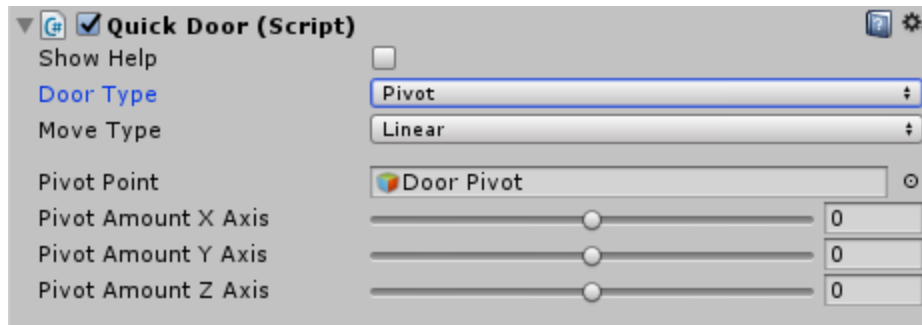 Quick Door (Script)
Show Help
Door Type Pivot
Move Type Linear
Pivot Point Door Pivot
Pivot Amount X Axis 0
Pivot Amount Y Axis 0
Pivot Amount Z Axis 0